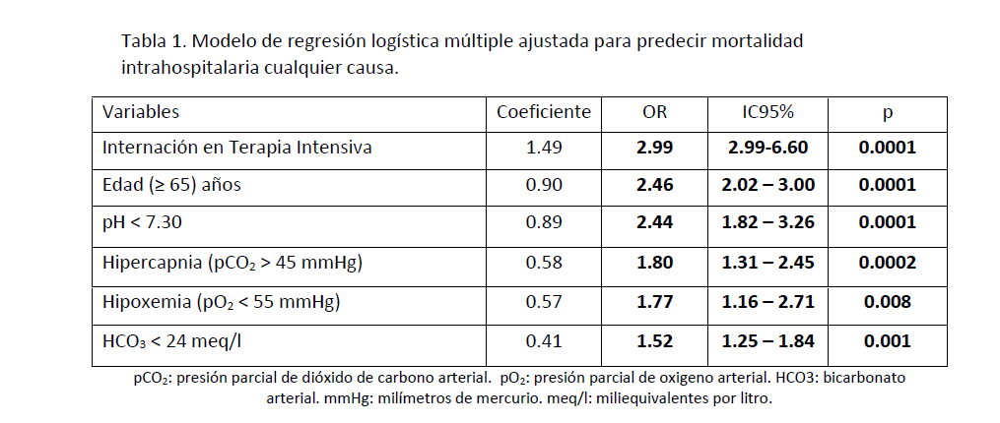 Tabla 1. Modelo de regresión logística múltiple ajustada para predecir mortalidad
intrahospitalaria cualquier causa.
Variables Coeficiente OR IC95% p
Internación en Terapia Intensiva 1.49 2.99 2.99-6.60 0.0001
Edad (≥ 65) años 0.90 2.46 2.02 – 3.00 0.0001
pH < 7.30 0.89 2.44 1.82 – 3.26 0.0001
Hipercapnia (pCO₂ > 45 mmHg) 0.58 1.80 1.31 – 2.45 0.0002
Hipoxemia (pO₂ < 55 mmHg) 0.57 1.77 1.16 – 2.71 0.008
HCO₃ < 24 meq/l 0.41 1.52 1.25 – 1.84 0.001
pCO₂: presión parcial de dióxido de carbono arterial. pO₂: presión parcial de oxigeno arterial. HCO3: bicarbonato
arterial. mmHg: milímetros de mercurio. meq/l: miliequivalentes por litro.